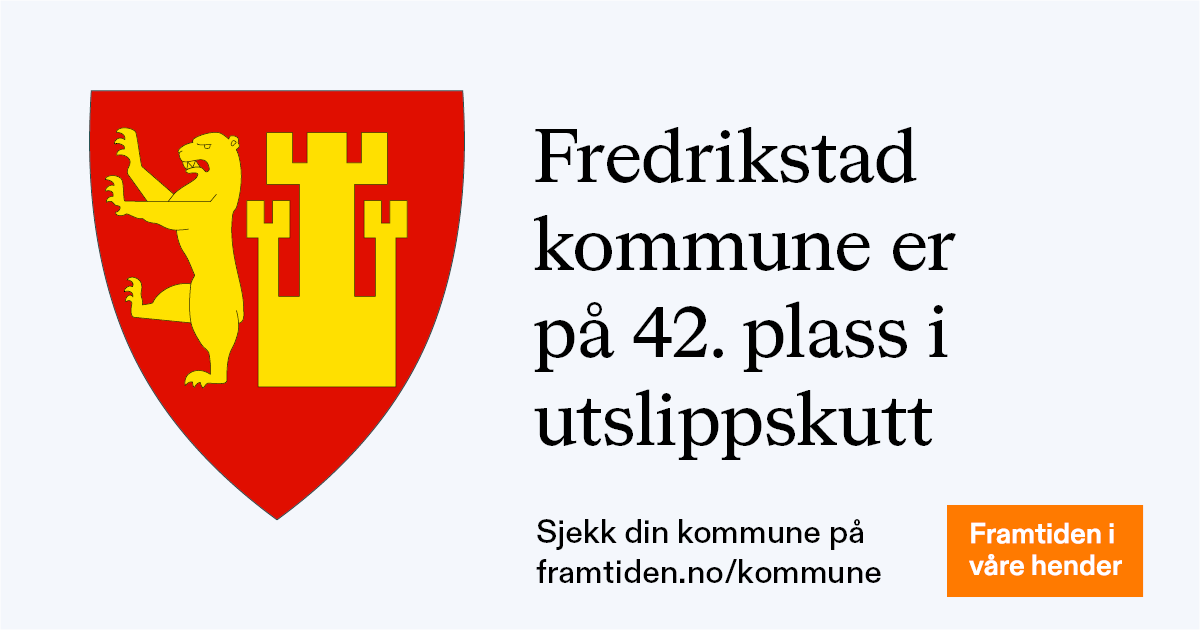 Fredrikstad
kommune er
på 42. plass i
utslippskutt
Sjekk din kommune på
framtiden.no/kommune
Framtiden i
våre hender